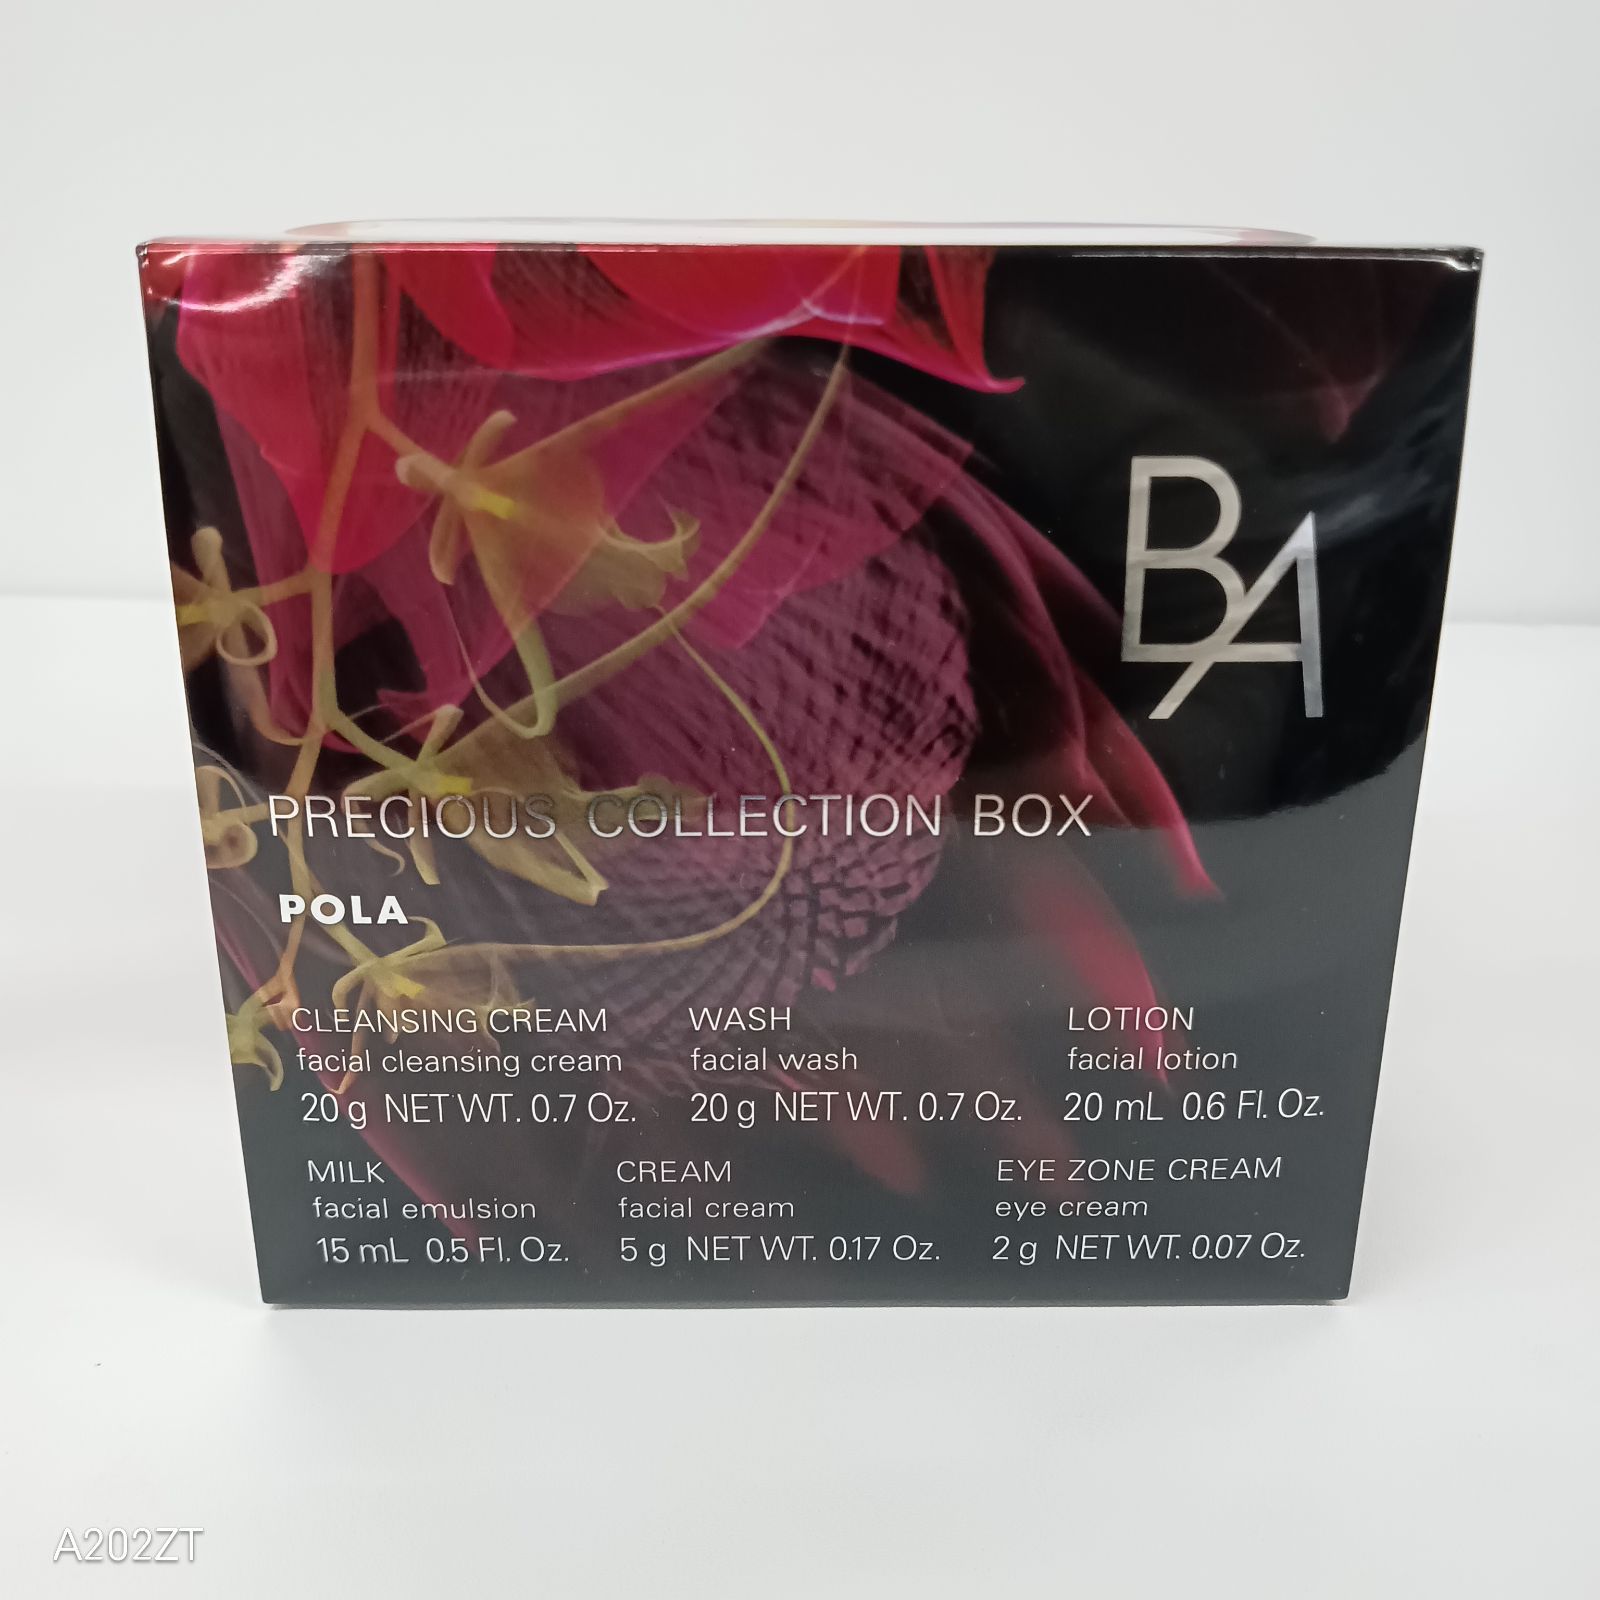 BA
PRECIOUS COLLECTION BOX
POLA
CLEANSING CREAM
facial cleansing cream
20 g NET WT. 0.7 Oz.
WASH
facial wash
20 g NET WT. 0.7 Oz.
LOTION
facial lotion
20 mL 0.6 Fl. Oz.
MILK
facial emulsion
15 mL 0.5 Fl. Oz.
CREAM
facial cream
5 g NET WT. 0.17 Oz.
EYE ZONE CREAM
eye cream
2 g NET WT. 0.07 Oz.
A202ZT